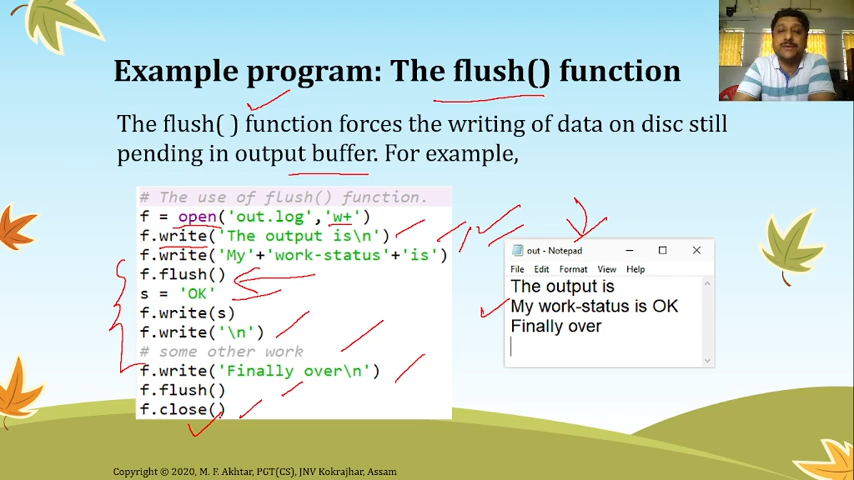 Example program: The flush() function
The flush( ) function forces the writing of data on disc still
pending in output buffer. For example,
# The use of flush() function.
f = open('out.log','w+')
f.write('The output is\n')
f.write('My'+'work-status'+'is')
f.flush()
s = 'OK'
f.write(s)
f.write('\n')
# some other work
f.write('Finally over\n')
f.flush()
f.close()
out - Notepad
File Edit Format View Help
The output is
My work-status is OK
Finally over
Copyright © 2020, M. F. Akhtar, PGT(CS), JNV Kokrajhar, Assam